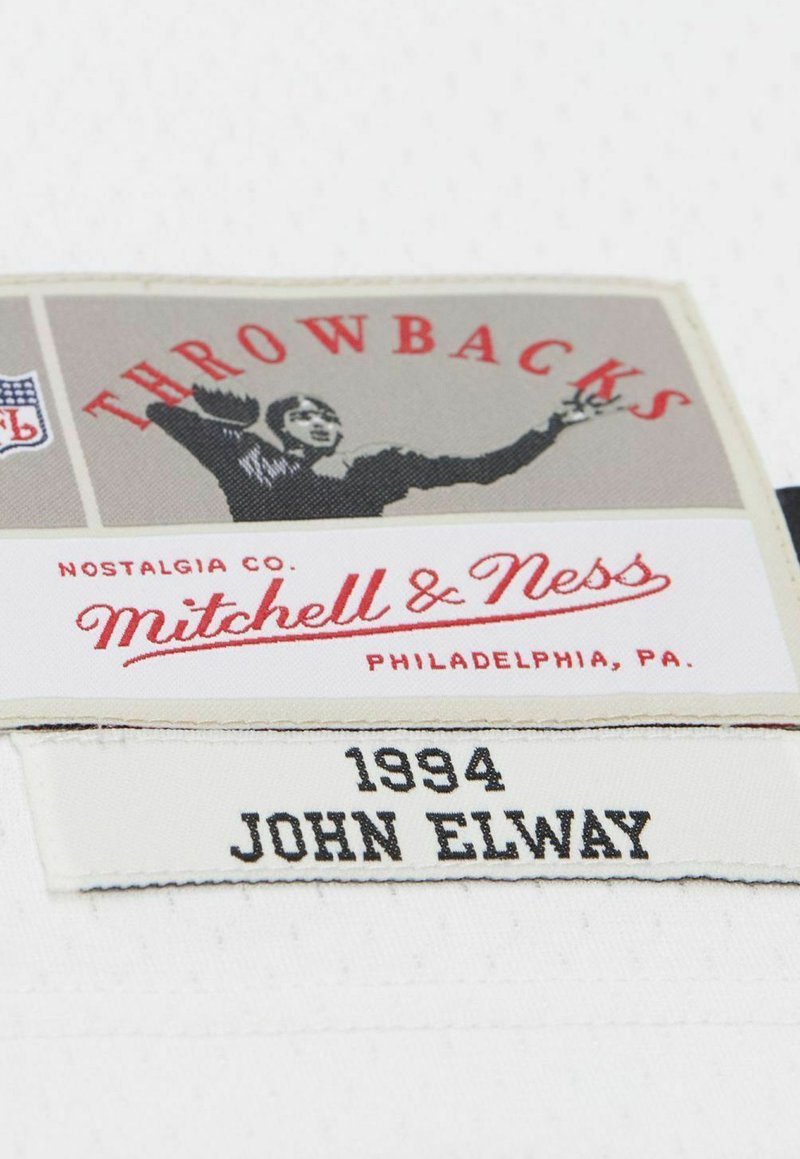 THROWBACKS
NOSTALGIA CO.
Mitchell & Ness
PHILADELPHIA, PA.
1994
JOHN ELWAY